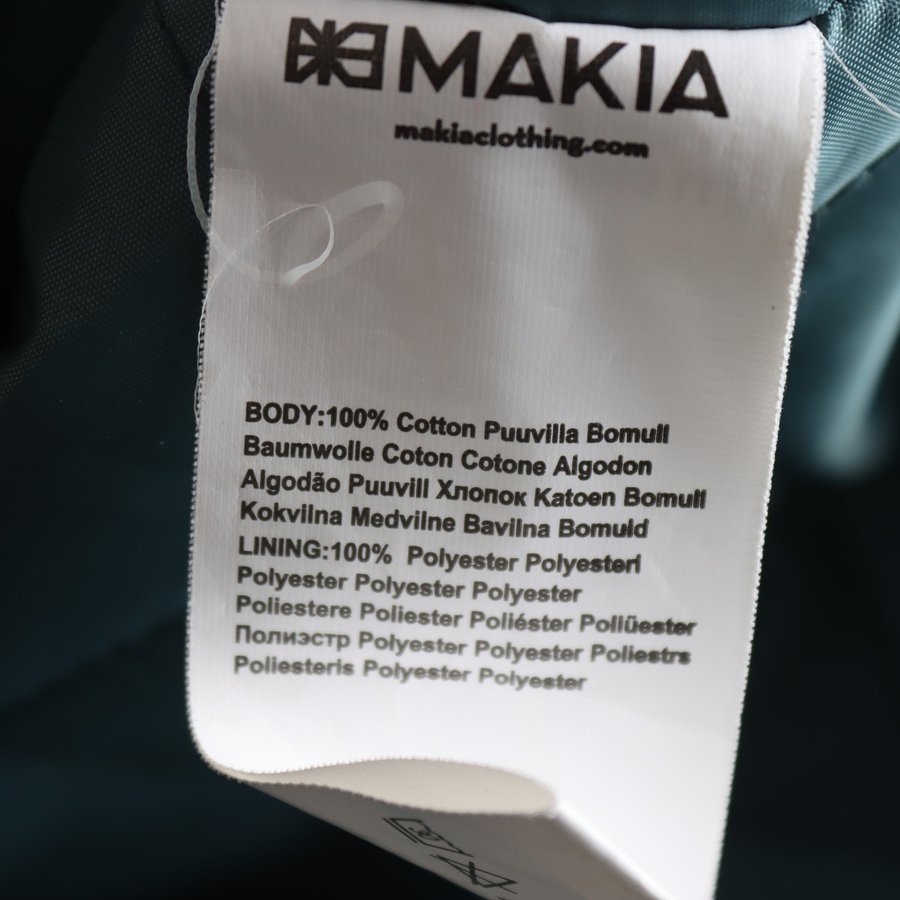 MAKIA
makiaclothing.com
BODY:100% Cotton Puuvilla Bomull
Baumwolle Coton Cotone Algodon
Algodão Puuvill Хлопок Katoen Bomull
Kokvilna Medvilne Bavilna Bomuld
LINING:100% Polyester Polyesteri
Polyester Polyester Polyester
Poliestere Poliester Poliéster Poliüester
Полиэстр Polyester Polyester Poliestrs
Poliesteris Polyester Polyester